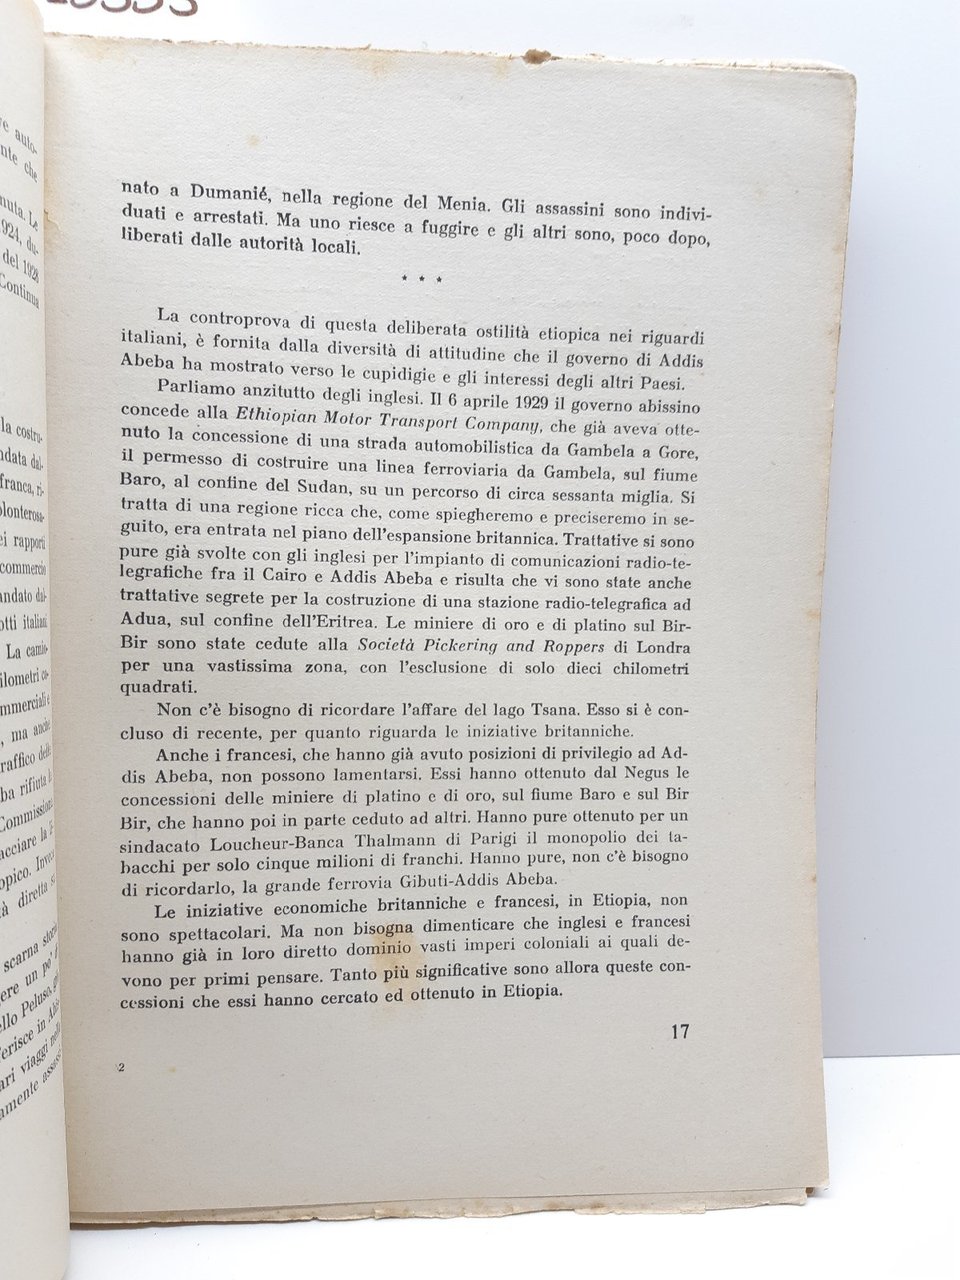 nato a Dumanié, nella regione del Menia. Gli assassini sono indivi-
duati e arrestati. Ma uno riesce a fuggire e gli altri sono, poco dopo,
liberati dalle autorità locali.
* * *
La controprova di questa deliberata ostilità etiopica nei riguardi
italiani, è fornita dalla diversità di attitudine che il governo di Addis
Abeba ha mostrato verso le cupidigie e gli interessi degli altri Paesi.
Parliamo anzitutto degli inglesi. Il 6 aprile 1929 il governo abissino
concede alla Ethiopian Motor Transport Company, che già aveva otte-
nuto la concessione di una strada automobilistica da Gambela a Gore,
il permesso di costruire una linea ferroviaria da Gambela, sul fiume
Baro, al confine del Sudan, su un percorso di circa sessanta miglia. Si
tratta di una regione ricca che, come spiegheremo e preciseremo in se-
guito, era entrata nel piano dell'espansione britannica. Trattative si sono
pure già svolte con gli inglesi per l'impianto di comunicazioni radio-te-
legrafiche fra il Cairo e Addis Abeba e risulta che vi sono state anche
trattative segrete per la costruzione di una stazione radio-telegrafica ad
Adua, sul confine dell'Eritrea. Le miniere di oro e di platino sul Bir-
Bir sono state cedute alla Società Pickering and Roppers di Londra
per una vastissima zona, con l'esclusione di solo dieci chilometri
quadrati.
Non c'è bisogno di ricordare l'affare del lago Tsana. Esso si è con-
cluso di recente, per quanto riguarda le iniziative britanniche.
Anche i francesi, che hanno già avuto posizioni di privilegio ad Ad-
dis Abeba, non possono lamentarsi. Essi hanno ottenuto dal Negus le
concessioni delle miniere di platino e di oro, sul fiume Baro e sul Bir
Bir, che hanno poi in parte ceduto ad altri. Hanno pure ottenuto per un
sindacato Loucheur-Banca Thalmann di Parigi il monopolio dei ta-
bacchi per solo cinque milioni di franchi. Hanno pure, non c'è bisogno
di ricordarlo, la grande ferrovia Gibuti-Addis Abeba.
Le iniziative economiche britanniche e francesi, in Etiopia, non
sono spettacolari. Ma non bisogna dimenticare che inglesi e francesi
hanno già in loro diretto dominio vasti imperi coloniali ai quali de-
vono per primi pensare. Tanto più significative sono allora queste con-
cessioni che essi hanno cercato ed ottenuto in Etiopia.
17
2